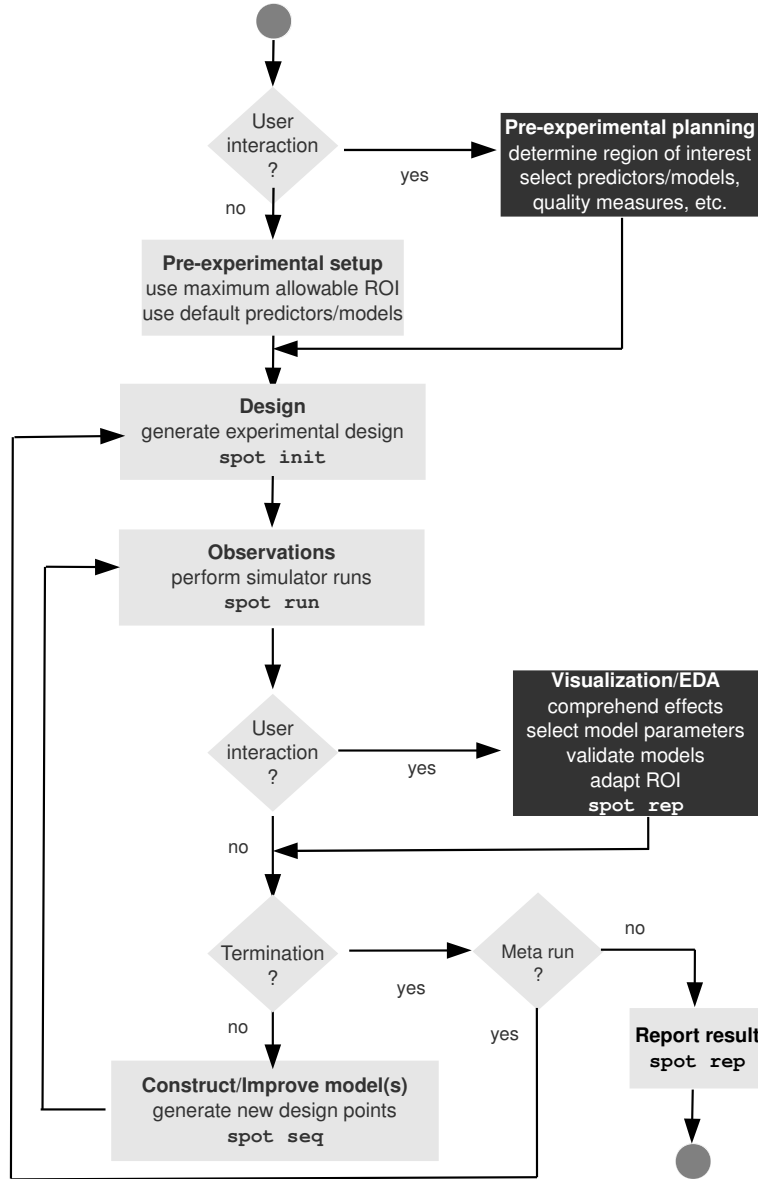 User
interaction
?
yes
no
Pre-experimental planning
determine region of interest
select predictors/models,
quality measures, etc.
Pre-experimental setup
use maximum allowable ROI
use default predictors/models
Design
generate experimental design
spot init
Observations
perform simulator runs
spot run
User
interaction
?
yes
no
Visualization/EDA
comprehend effects
select model parameters
validate models
adapt ROI
spot rep
Termination
?
yes
no
Meta run
?
no
yes
Report result
spot rep
Construct/Improve model(s)
generate new design points
spot seq